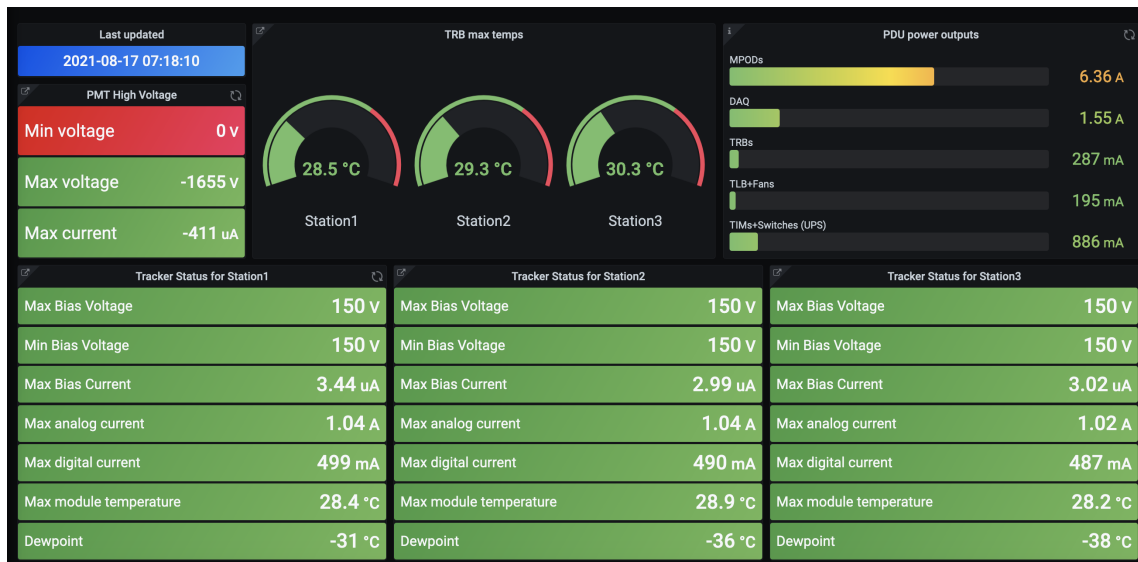 Last updated
2021-08-17 07:18:10
PMT High Voltage
Min voltage 0 v
Max voltage -1655 v
Max current -411 uA
TRB max temps
28.5 °C 29.3 °C 30.3 °C
Station1 Station2 Station3
PDU power outputs
MPODs
6.36 A
DAQ
1.55 A
TRBs
287 mA
TLB+Fans
195 mA
TIMs+Switches (UPS)
886 mA
Tracker Status for Station1
Max Bias Voltage 150 v
Min Bias Voltage 150 v
Max Bias Current 3.44 uA
Max analog current 1.04 A
Max digital current 499 mA
Max module temperature 28.4 °C
Dewpoint -31 °C
Tracker Status for Station2
Max Bias Voltage 150 v
Min Bias Voltage 150 v
Max Bias Current 2.99 uA
Max analog current 1.04 A
Max digital current 490 mA
Max module temperature 28.9 °C
Dewpoint -36 °C
Tracker Status for Station3
Max Bias Voltage 150 v
Min Bias Voltage 150 v
Max Bias Current 3.02 uA
Max analog current 1.02 A
Max digital current 487 mA
Max module temperature 28.2 °C
Dewpoint -38 °C